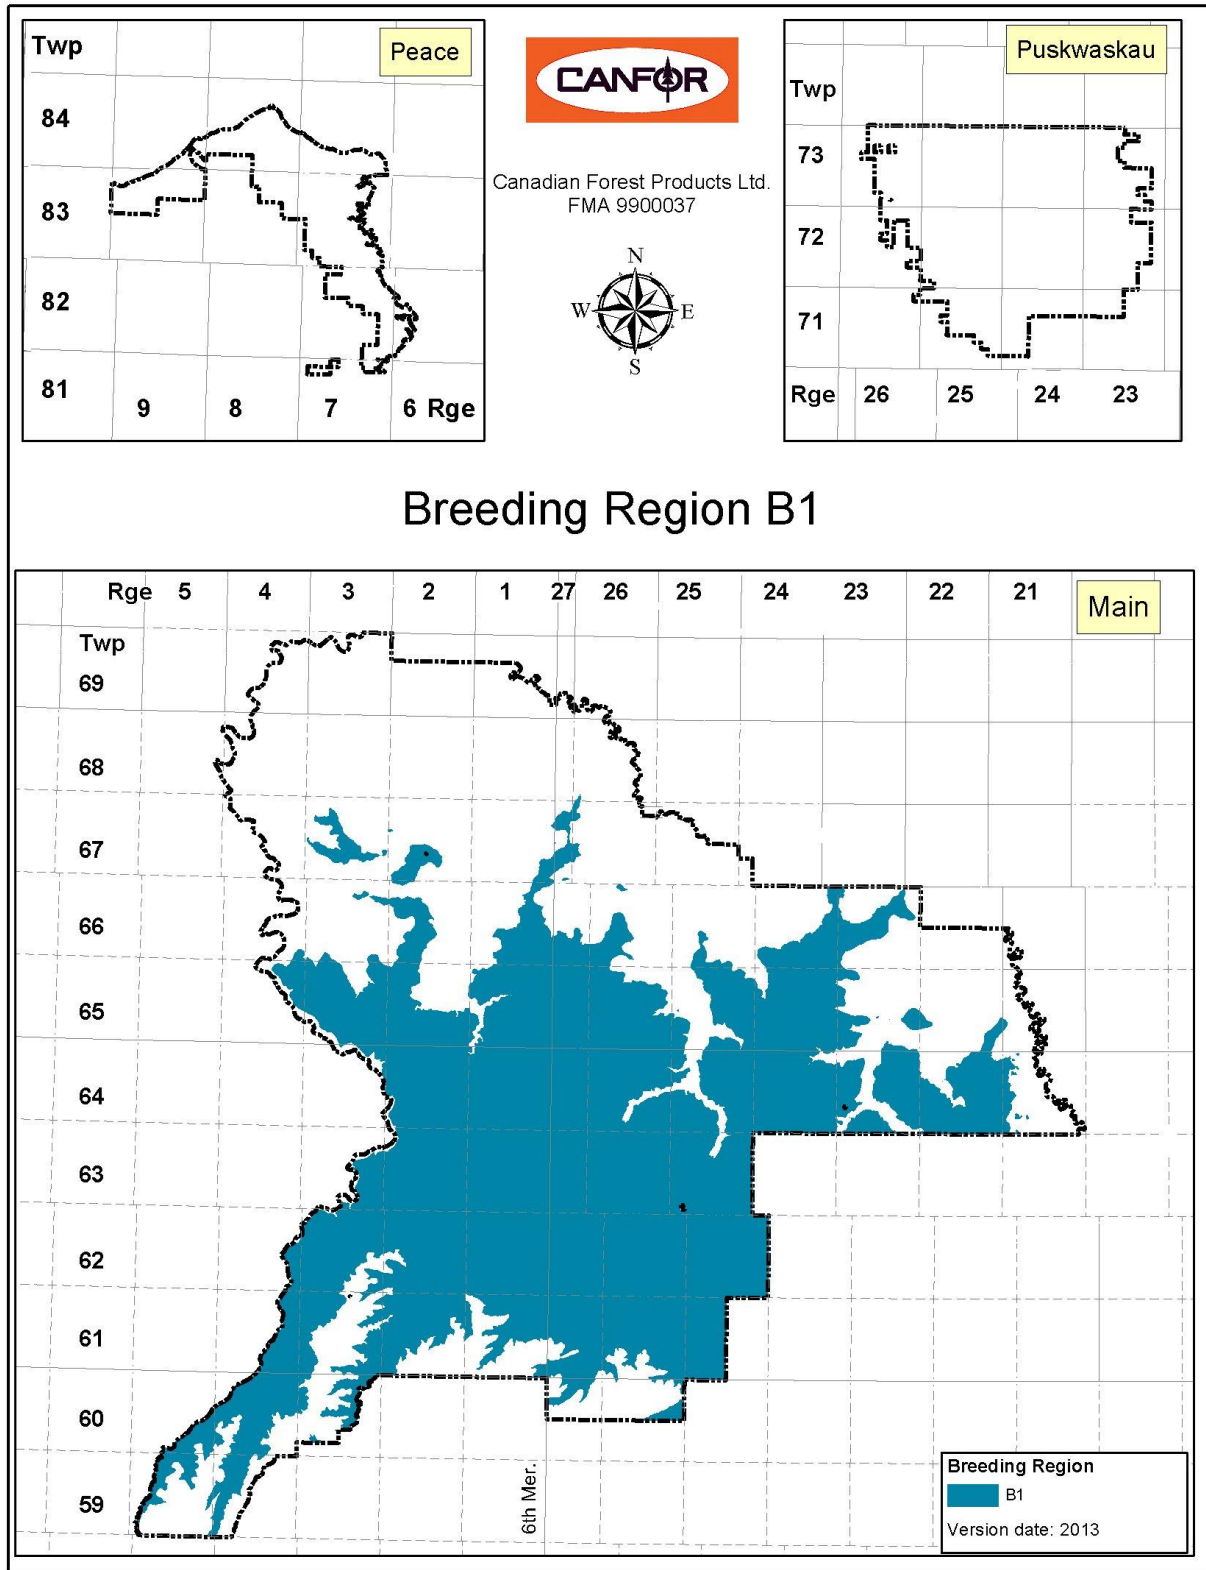 Twp
Peace
84
83
82
81
9 8 7 6 Rge
CANFOR
Canadian Forest Products Ltd.
FMA 9900037
N
W E
S
Puskwaskau
Twp
73
72
71
Rge 26 25 24 23
Breeding Region B1
Rge 5 4 3 2 1 27 26 25 24 23 22 21
Main
Twp
69
68
67
66
65
64
63
62
61
60
59
6th Mer.
Breeding Region
B1
Version date: 2013